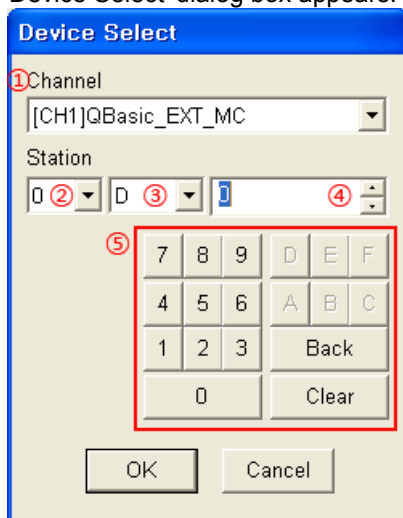 Device Select' dialog box appears.
Device Select
①Channel
[CH1]QBasic_EXT_MC
Station
0 ② D ③ 0 ④
⑤
7 8 9 D E F
4 5 6 A B C
1 2 3 Back
0 Clear
OK Cancel